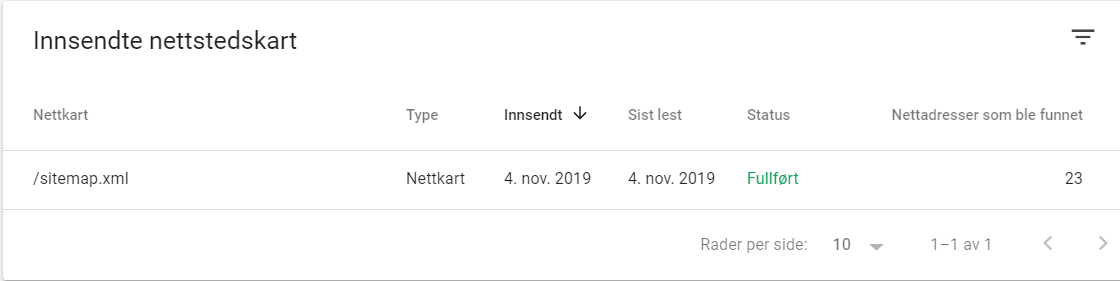 Innsendte nettstedskart
Nettkart Type Innsendt Sist lest Status Nettadresser som ble funnet
/sitemap.xml Nettkart 4. nov. 2019 4. nov. 2019 Fullført 23
Rader per side: 10 1–1 av 1